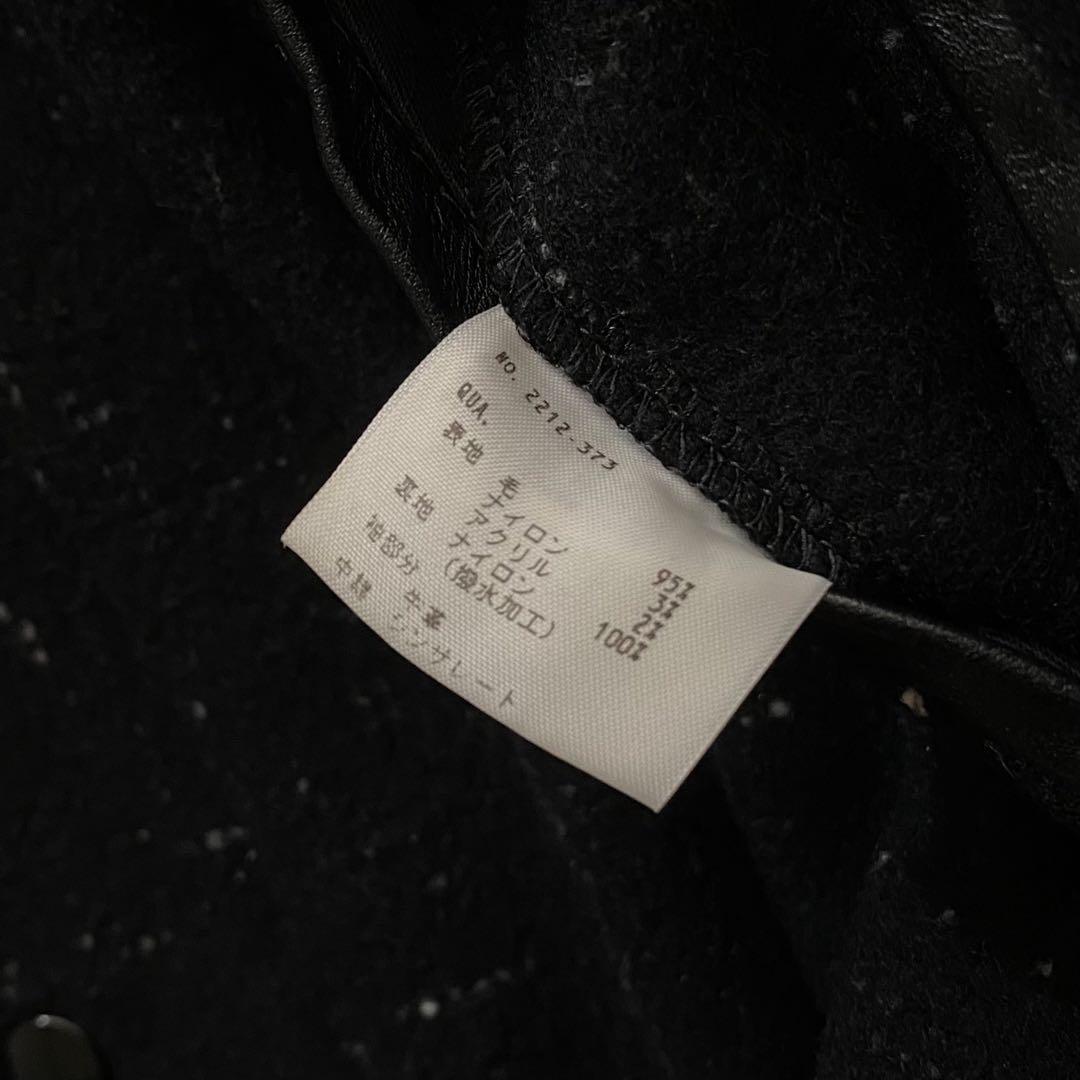 NO. 2212-373
QUA.
表地 毛 95%
ナイロン 3%
アクリル 2%
裏地 ナイロン 100%
(撥水加工)
袖部分 牛革
中綿 シンサレート